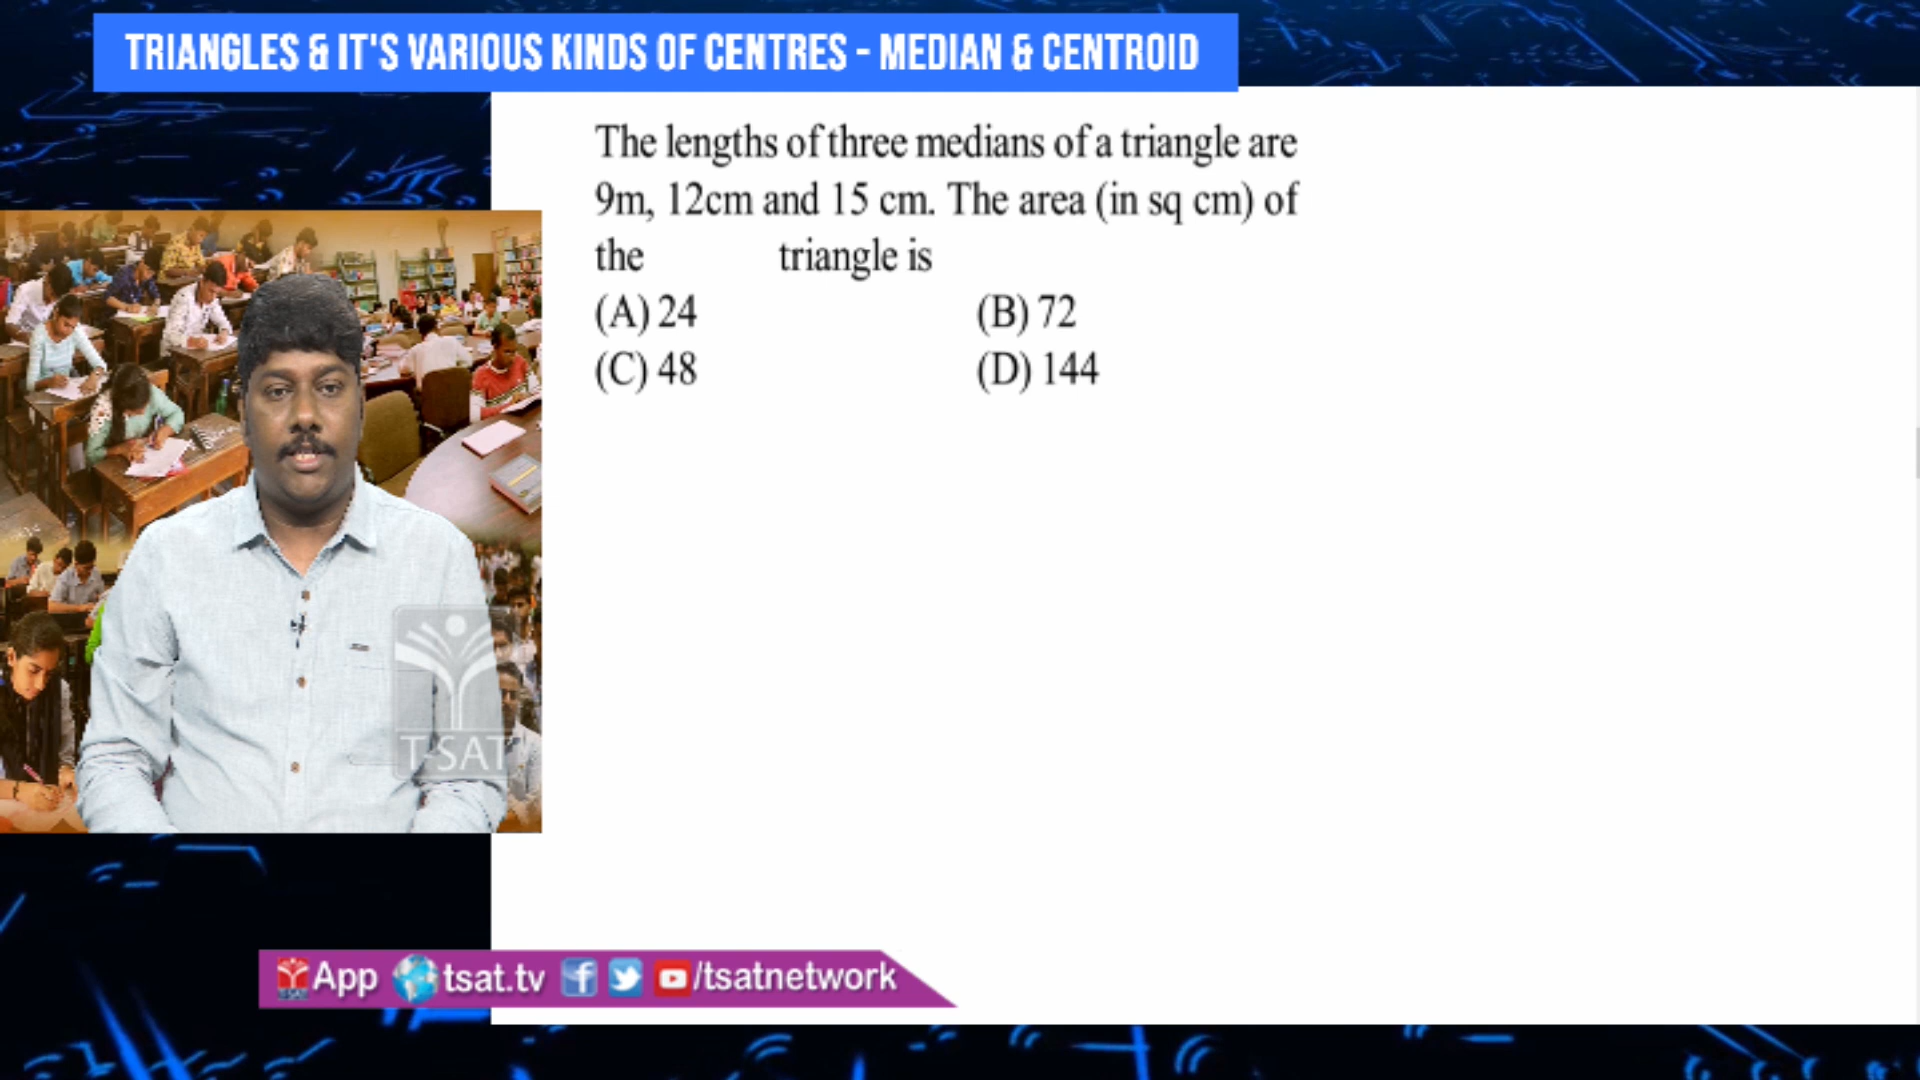 TRIANGLES & IT'S VARIOUS KINDS OF CENTRES - MEDIAN & CENTROID
The lengths of three medians of a triangle are
9m, 12cm and 15 cm. The area (in sq cm) of
the triangle is
(A) 24 (B) 72
(C) 48 (D) 144
T-SAT
T-SAT App tsat.tv /tsatnetwork